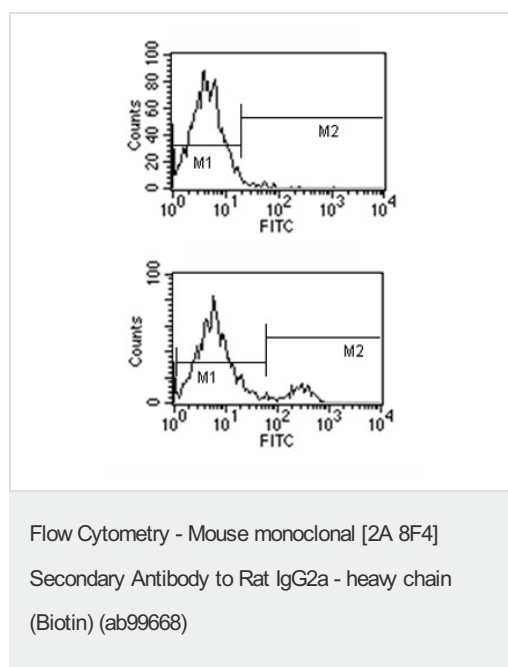 100
80
60
40
20
0
Counts
M1
M2
10^0 10^1 10^2 10^3 10^4
FITC
100
0
Counts
M1
M2
10^0 10^1 10^2 10^3 10^4
FITC
Flow Cytometry - Mouse monoclonal [2A 8F4]
Secondary Antibody to Rat IgG2a - heavy chain
(Biotin) (ab99668)